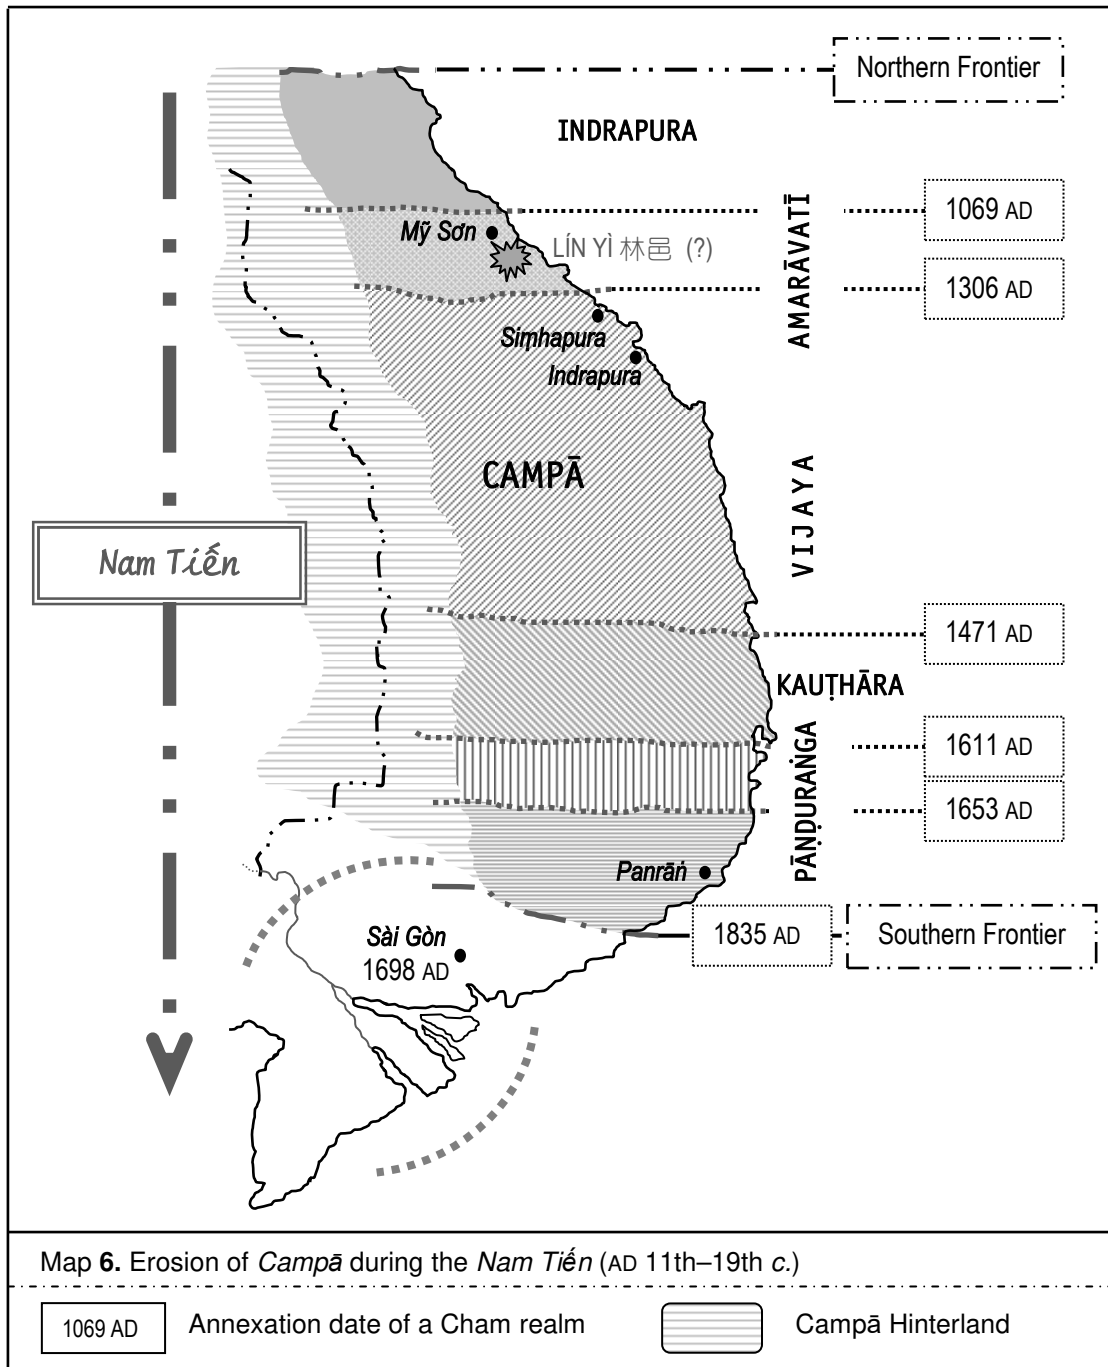 Northern Frontier
INDRAPURA
AMARĀVATĪ
1069 AD
Mỹ Sơn
LÍN YÌ 林邑 (?)
1306 AD
Siṃhapura
Indrapura
CAMPĀ
VIJAYA
Nam Tiến
1471 AD
KAUṬHĀRA
PĀṆḌURAṄGA
1611 AD
1653 AD
Panrāṅ
1835 AD
Southern Frontier
Sài Gòn
1698 AD
Map 6. Erosion of Campā during the Nam Tiến (AD 11th–19th c.)
1069 AD
Annexation date of a Cham realm
Campā Hinterland